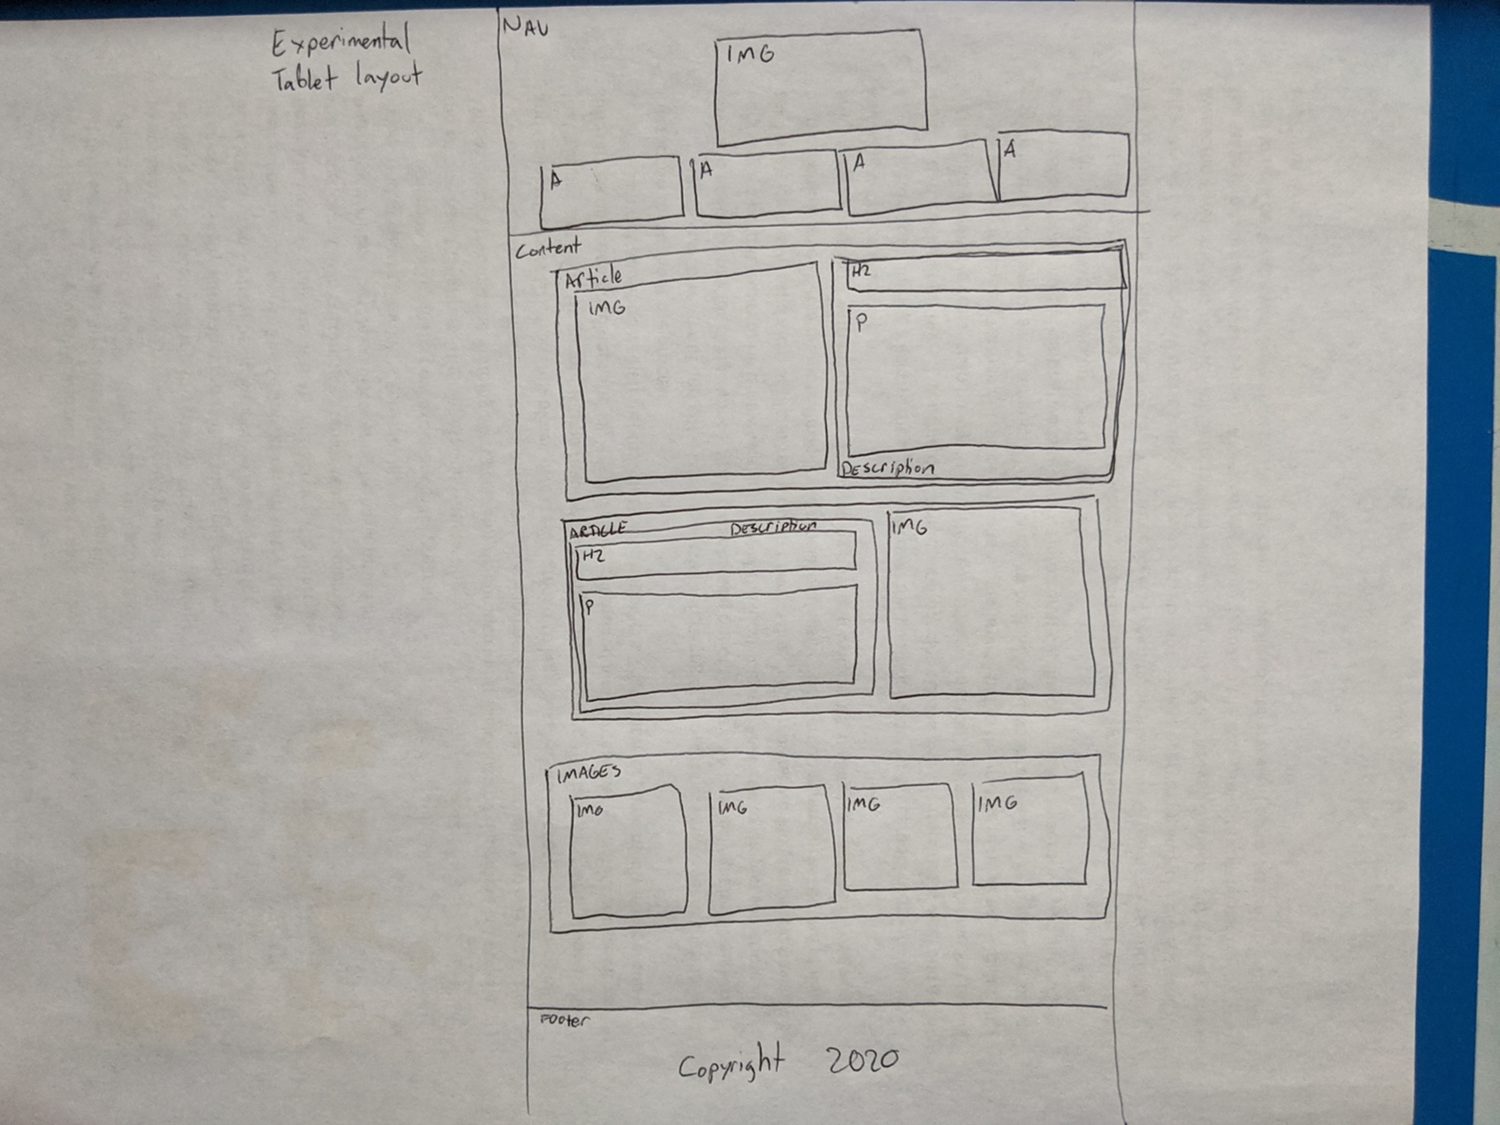 Experimental
Tablet layout
NAV
IMG
A A A A
Content
Article
IMG
H2
P
Description
ARTICLE Description
H2
P
IMG
IMAGES
IMG IMG IMG IMG
Footer
Copyright 2020